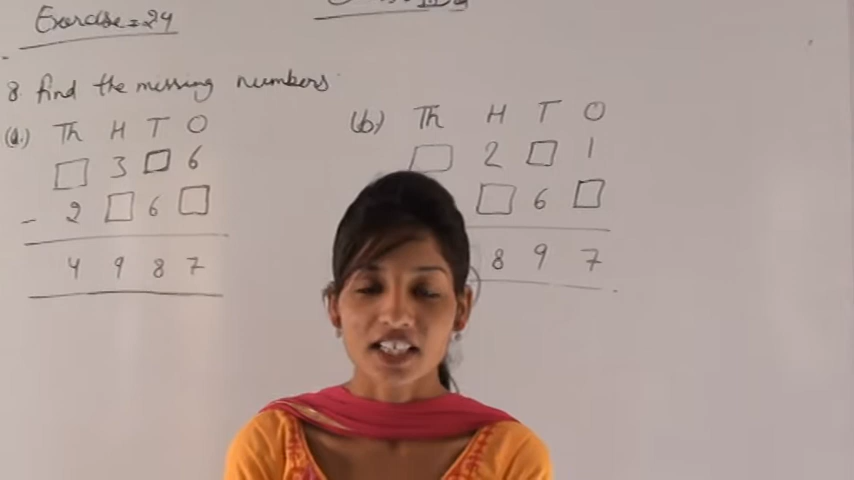 Exercise = 24
8 find the missing numbers
(a.) Th H T O
□ 3 □ 6
- 2 □ 6 □
4 9 8 7
(b) Th H T O
□ 2 □ 1
□ 6 □
8 9 7